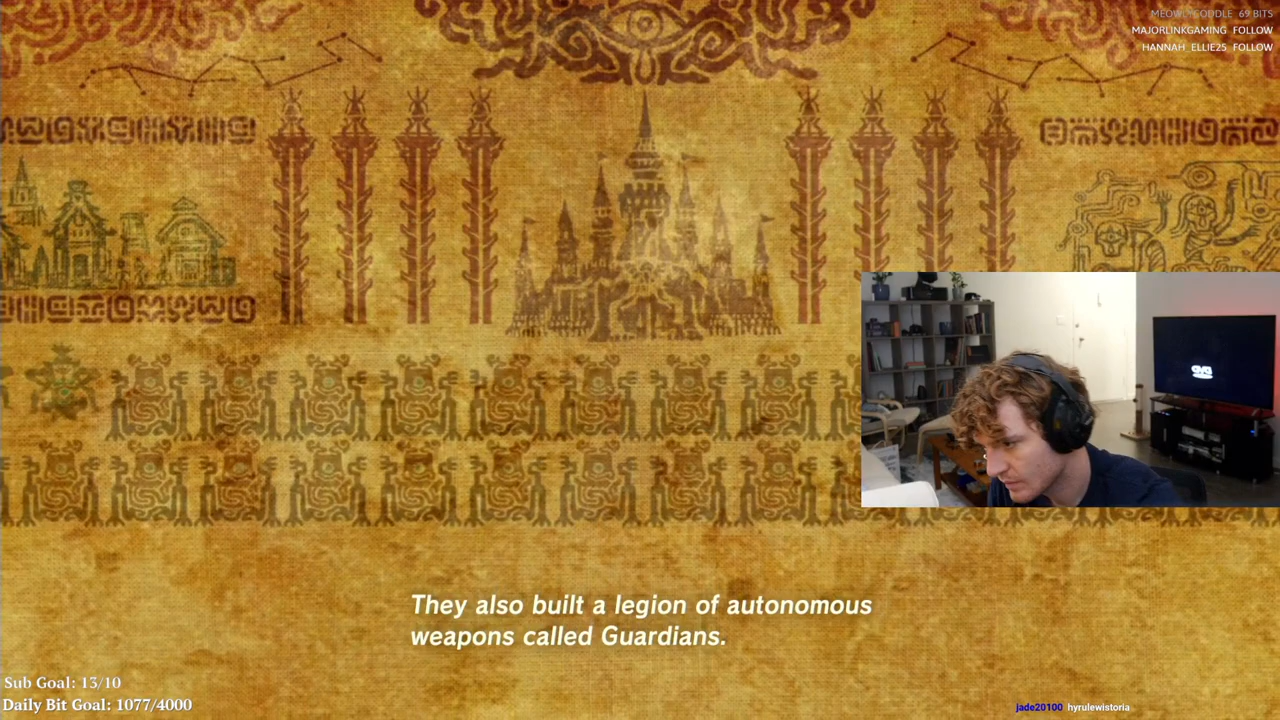 MEOWLYGODDLE 69 BITS
MAJORLINKGAMING FOLLOW
HANNAH_ELLIE25 FOLLOW
They also built a legion of autonomous
weapons called Guardians.
Sub Goal: 13/10
Daily Bit Goal: 1077/4000
jade20100 hyrulewistoria